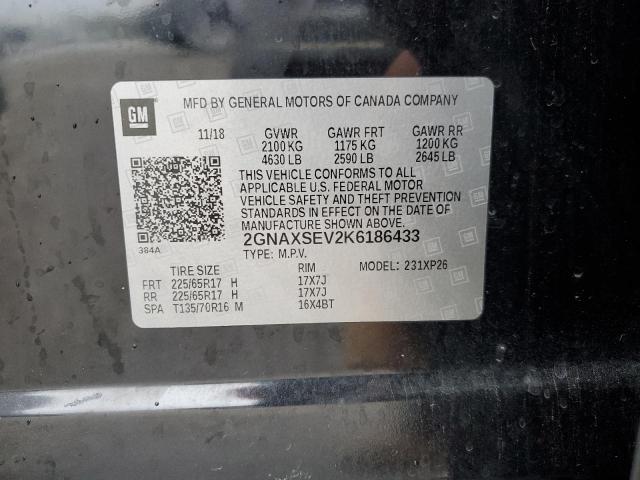 GM
MFD BY GENERAL MOTORS OF CANADA COMPANY
11/18 GVWR GAWR FRT GAWR RR
2100 KG 1175 KG 1200 KG
4630 LB 2590 LB 2645 LB
THIS VEHICLE CONFORMS TO ALL
APPLICABLE U.S. FEDERAL MOTOR
VEHICLE SAFETY AND THEFT PREVENTION
STANDARDS IN EFFECT ON THE DATE OF
MANUFACTURE SHOWN ABOVE.
384A
2GNAXSEV2K6186433
TYPE: M.P.V. MODEL: 231XP26
TIRE SIZE RIM
FRT 225/65R17 H 17X7J
RR 225/65R17 H 17X7J
SPA T135/70R16 M 16X4BT